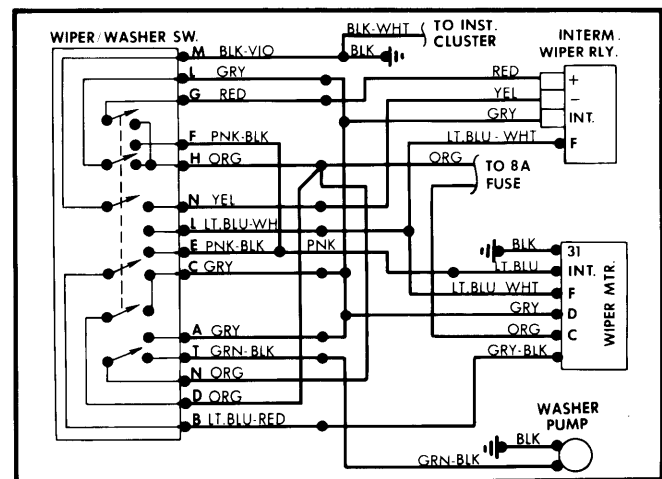 WIPER/WASHER SW.
BLK-WHT
TO INST.
CLUSTER
INTERM.
WIPER RLY.
M BLK-VIO
BLK
L GRY
RED
+
G RED
YEL
−
GRY
INT.
F PNK-BLK
LT.BLU-WHT
F
H ORG
ORG
TO 8A
FUSE
N YEL
L LT.BLU-WH
BLK
31
E PNK-BLK
PNK
LT.BLU
INT.
C GRY
LT.BLU WHT
F
WIPER MTR.
GRY
D
A GRY
ORG
C
T GRN-BLK
GRY-BLK
N ORG
D ORG
WASHER
PUMP
B LT.BLU-RED
BLK
GRN-BLK